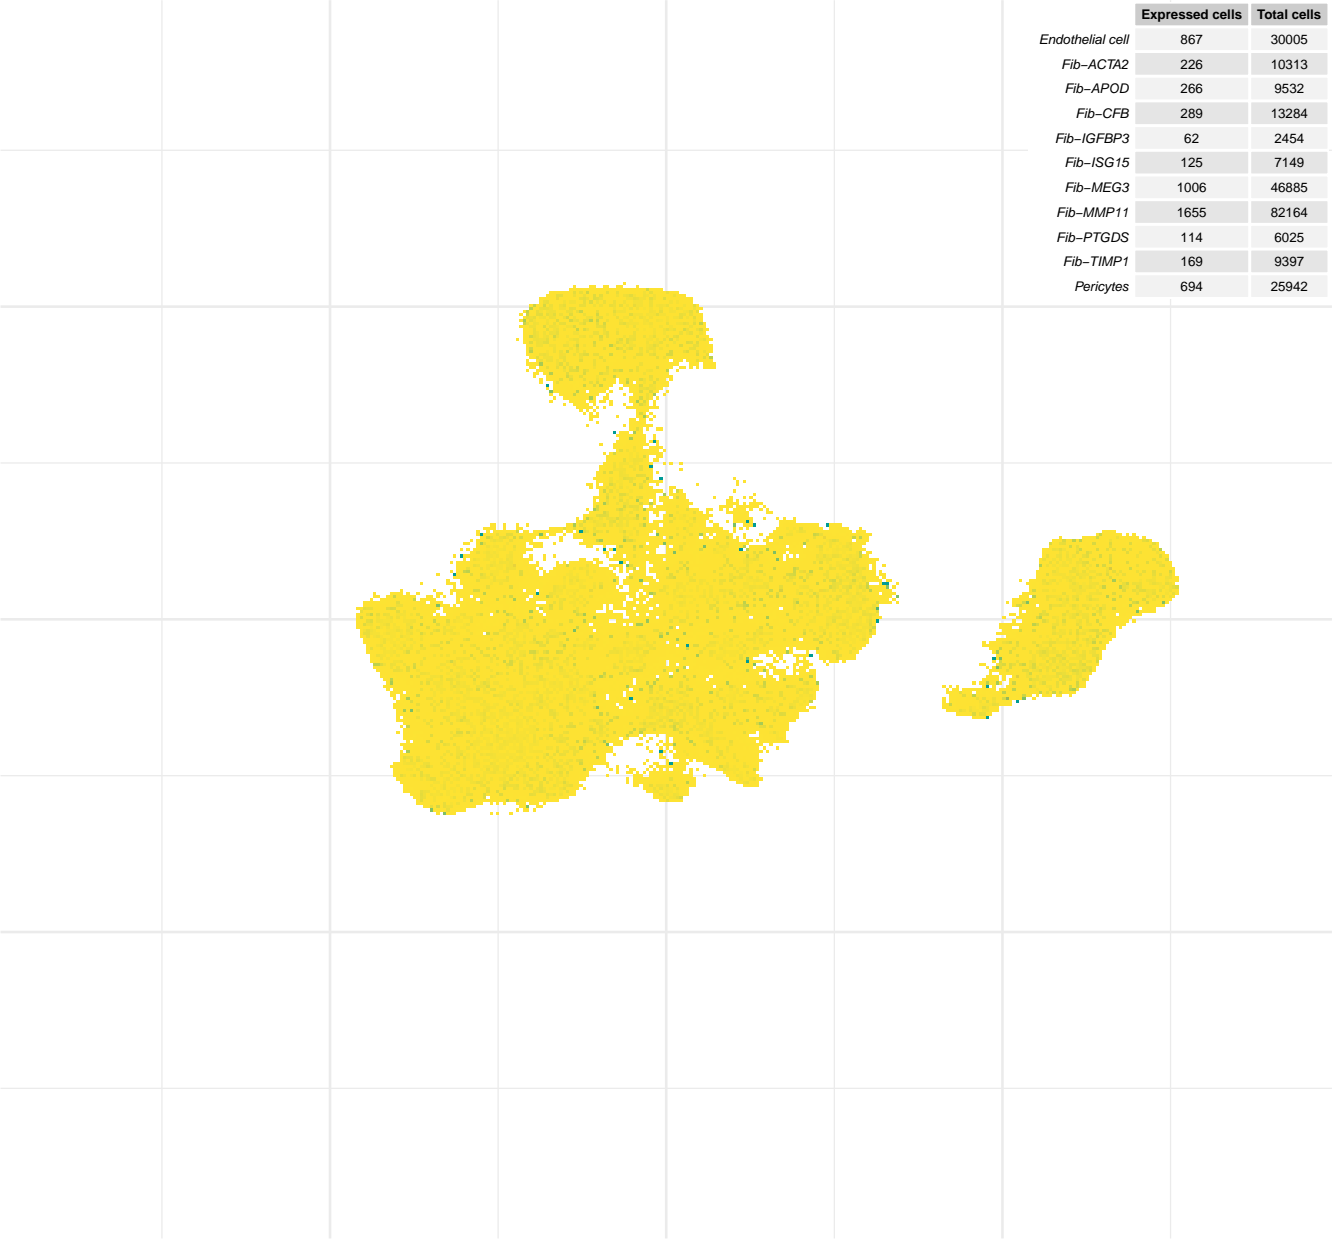 Expressed cells Total cells
Endothelial cell 867 30005
Fib−ACTA2 226 10313
Fib−APOD 266 9532
Fib−CFB 289 13284
Fib−IGFBP3 62 2454
Fib−ISG15 125 7149
Fib−MEG3 1006 46885
Fib−MMP11 1655 82164
Fib−PTGDS 114 6025
Fib−TIMP1 169 9397
Pericytes 694 25942